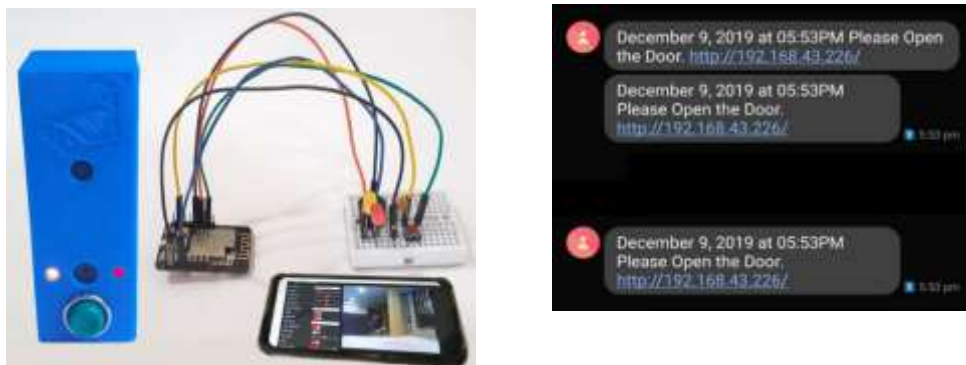 December 9, 2019 at 05:53PM Please Open
the Door. http://192.168.43.226/
December 9, 2019 at 05:53PM
Please Open the Door.
http://192.168.43.226/
5:53 pm
December 9, 2019 at 05:53PM
Please Open the Door.
http://192.168.43.226/
5:53 pm